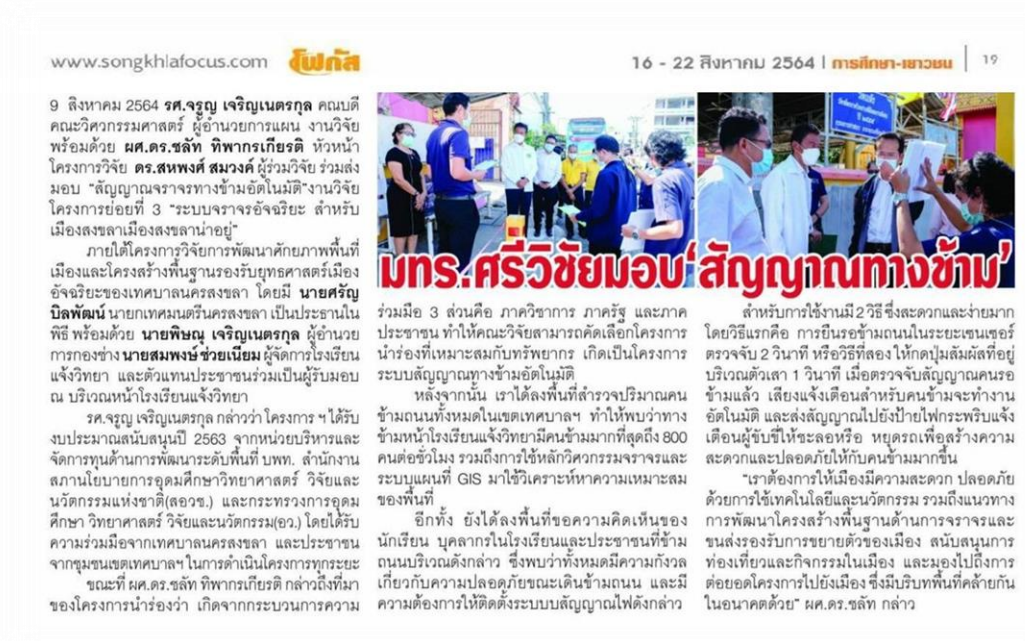 www.songkhlafocus.com โฟกัส
16 - 22 สิงหาคม 2564 | การศึกษา-เยาวชน | 19
9 สิงหาคม 2564 รศ.จรูญ เจริญเนตรกุล คณบดี
คณะวิศวกรรมศาสตร์ ผู้อำนวยการแผน งานวิจัย
พร้อมด้วย ผศ.ดร.ชลัท ทิพากรเกียรติ หัวหน้า
โครงการวิจัย ดร.สหพงศ์ สมวงค์ ผู้ร่วมวิจัย ร่วมส่ง
มอบ “สัญญาณจราจรทางข้ามอัตโนมัติ”งานวิจัย
โครงการย่อยที่ 3 “ระบบจราจรอัจฉริยะ สำหรับ
เมืองสงขลาเมืองสงขลาน่าอยู่”
ภายใต้โครงการวิจัยการพัฒนาศักยภาพพื้นที่
เมืองและโครงสร้างพื้นฐานรองรับยุทธศาสตร์เมือง
อัจฉริยะของเทศบาลนครสงขลา โดยมี นายศรัญ
บิลพัฒน์ นายกเทศมนตรีนครสงขลา เป็นประธานใน
พิธี พร้อมด้วย นายพิษณุ เจริญเนตรกุล ผู้อำนวย
การกองช่าง นายสมพงษ์ ช่วยเนียม ผู้จัดการโรงเรียน
แจ้งวิทยา และตัวแทนประชาชนร่วมเป็นผู้รับมอบ
ณ บริเวณหน้าโรงเรียนแจ้งวิทยา
รศ.จรูญ เจริญเนตรกุล กล่าวว่า โครงการ ฯ ได้รับ
งบประมาณสนับสนุนปี 2563 จากหน่วยบริหารและ
จัดการทุนด้านการพัฒนาระดับพื้นที่ บพท. สำนักงาน
สภานโยบายการอุดมศึกษาวิทยาศาสตร์ วิจัยและ
นวัตกรรมแห่งชาติ(สอวช.) และกระทรวงการอุดม
ศึกษา วิทยาศาสตร์ วิจัยและนวัตกรรม(อว.) โดยได้รับ
ความร่วมมือจากเทศบาลนครสงขลา และประชาชน
จากชุมชนเขตเทศบาลฯ ในการดำเนินโครงการทุกระยะ
ขณะที่ ผศ.ดร.ชลัท ทิพากรเกียรติ กล่าวถึงที่มา
ของโครงการนำร่องว่า เกิดจากกระบวนการความ
มทร.ศรีวิชัยมอบ‘สัญญาณทางข้าม’
ร่วมมือ 3 ส่วนคือ ภาควิชาการ ภาครัฐ และภาค
ประชาชน ทำให้คณะวิจัยสามารถคัดเลือกโครงการ
นำร่องที่เหมาะสมกับทรัพยากร เกิดเป็นโครงการ
ระบบสัญญาณทางข้ามอัตโนมัติ
หลังจากนั้น เราได้ลงพื้นที่สำรวจปริมาณคน
ข้ามถนนทั้งหมดในเขตเทศบาลฯ ทำให้พบว่าทาง
ข้ามหน้าโรงเรียนแจ้งวิทยามีคนข้ามมากที่สุดถึง 800
คนต่อชั่วโมง รวมถึงการใช้หลักวิศวกรรมจราจรและ
ระบบแผนที่ GIS มาใช้วิเคราะห์หาความเหมาะสม
ของพื้นที่
อีกทั้ง ยังได้ลงพื้นที่ขอความคิดเห็นของ
นักเรียน บุคลากรในโรงเรียนและประชาชนที่ข้าม
ถนนบริเวณดังกล่าว ซึ่งพบว่าทั้งหมดมีความกังวล
เกี่ยวกับความปลอดภัยขณะเดินข้ามถนน และมี
ความต้องการให้ติดตั้งระบบบสัญญาณไฟดังกล่าว
สำหรับการใช้งานมี 2 วิธี ซึ่งสะดวกและง่ายมาก
โดยวิธีแรกคือ การยืนรอข้ามถนนในระยะเซนเซอร์
ตรวจจับ 2 วินาที หรือวิธีที่สอง ให้กดปุ่มสัมผัสที่อยู่
บริเวณตัวเสา 1 วินาที เมื่อตรวจจับสัญญาณคนรอ
ข้ามแล้ว เสียงแจ้งเตือนสำหรับคนข้ามจะทำงาน
อัตโนมัติ และส่งสัญญาณไปยังป้ายไฟกระพริบแจ้ง
เตือนผู้ขับขี่ให้ชะลอหรือ หยุดรถเพื่อสร้างความ
สะดวกและปลอดภัยให้กับคนข้ามมากขึ้น
“เราต้องการให้เมืองมีความสะดวก ปลอดภัย
ด้วยการใช้เทคโนโลยีและนวัตกรรม รวมถึงแนวทาง
การพัฒนาโครงสร้างพื้นฐานด้านการจราจรและ
ขนส่งรองรับการขยายตัวของเมือง สนับสนุนการ
ท่องเที่ยวและกิจกรรมในเมือง และมองไปถึงการ
ต่อยอดโครงการไปยังเมือง ซึ่งมีบริบทพื้นที่คล้ายกัน
ในอนาคตด้วย” ผศ.ดร.ชลัท กล่าว